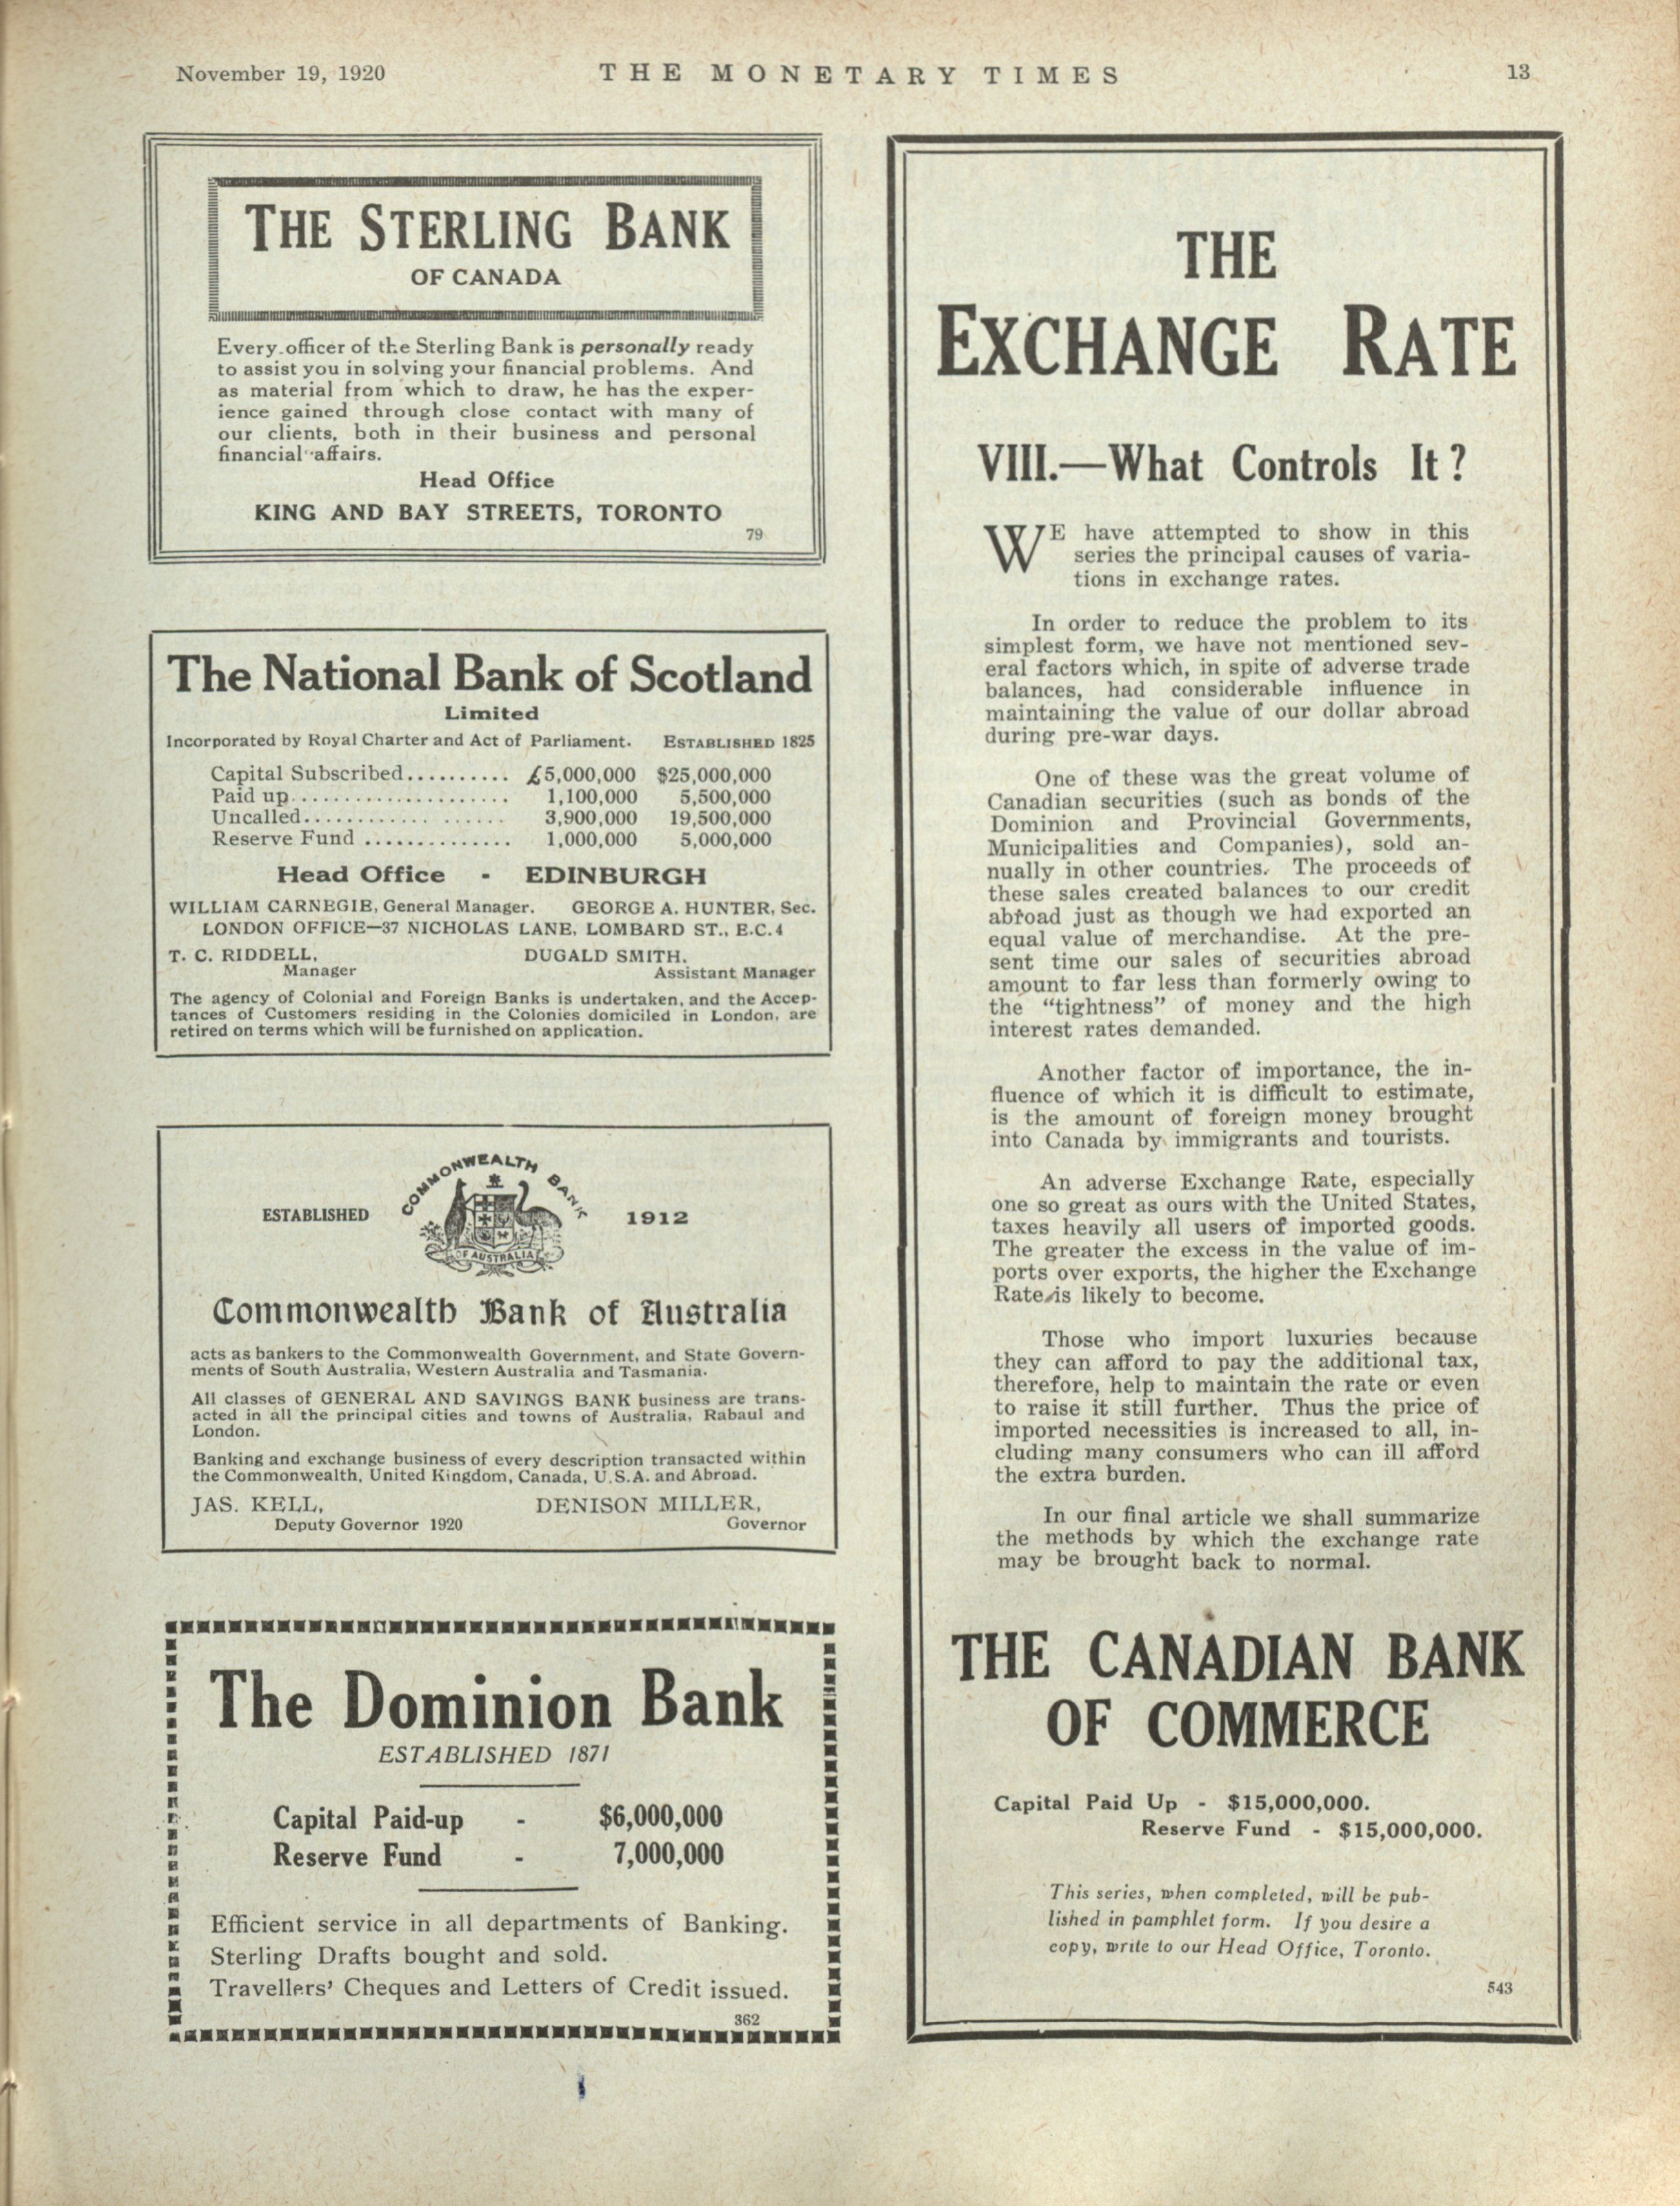 November 19, 1920
THE MONETARY TIMES
13
THE STERLING BANK
OF CANADA
Every officer of the Sterling Bank is personally ready
to assist you in solving your financial problems. And
as material from which to draw, he has the exper-
ience gained through close contact with many of
our clients, both in their business and personal
financial affairs.
Head Office
KING AND BAY STREETS, TORONTO
79
The National Bank of Scotland
Limited
Incorporated by Royal Charter and Act of Parliament. ESTABLISHED 1825
Capital Subscribed.......... £5,000,000 $25,000,000
Paid up..................... 1,100,000 5,500,000
Uncalled............ ...... 3,900,000 19,500,000
Reserve Fund .............. 1,000,000 5,000,000
Head Office - EDINBURGH
WILLIAM CARNEGIE, General Manager. GEORGE A. HUNTER, Sec.
LONDON OFFICE—37 NICHOLAS LANE, LOMBARD ST., E.C.4
T. C. RIDDELL, DUGALD SMITH,
Manager Assistant Manager
The agency of Colonial and Foreign Banks is undertaken, and the Accep-
tances of Customers residing in the Colonies domiciled in London, are
retired on terms which will be furnished on application.
COMMONWEALTH BANK
OF AUSTRALIA
ESTABLISHED 1912
Commonwealth Bank of Australia
acts as bankers to the Commonwealth Government, and State Govern-
ments of South Australia, Western Australia and Tasmania.
All classes of GENERAL AND SAVINGS BANK business are trans-
acted in all the principal cities and towns of Australia, Rabaul and
London.
Banking and exchange business of every description transacted within
the Commonwealth, United Kingdom, Canada, U.S.A. and Abroad.
JAS. KELL, DENISON MILLER,
Deputy Governor 1920 Governor
The Dominion Bank
ESTABLISHED 1871
Capital Paid-up - $6,000,000
Reserve Fund - 7,000,000
Efficient service in all departments of Banking.
Sterling Drafts bought and sold.
Travellers' Cheques and Letters of Credit issued.
362
THE
EXCHANGE RATE
VIII.—What Controls It?
WE have attempted to show in this
series the principal causes of varia-
tions in exchange rates.
In order to reduce the problem to its
simplest form, we have not mentioned sev-
eral factors which, in spite of adverse trade
balances, had considerable influence in
maintaining the value of our dollar abroad
during pre-war days.
One of these was the great volume of
Canadian securities (such as bonds of the
Dominion and Provincial Governments,
Municipalities and Companies), sold an-
nually in other countries. The proceeds of
these sales created balances to our credit
abroad just as though we had exported an
equal value of merchandise. At the pre-
sent time our sales of securities abroad
amount to far less than formerly owing to
the "tightness" of money and the high
interest rates demanded.
Another factor of importance, the in-
fluence of which it is difficult to estimate,
is the amount of foreign money brought
into Canada by immigrants and tourists.
An adverse Exchange Rate, especially
one so great as ours with the United States,
taxes heavily all users of imported goods.
The greater the excess in the value of im-
ports over exports, the higher the Exchange
Rate is likely to become.
Those who import luxuries because
they can afford to pay the additional tax,
therefore, help to maintain the rate or even
to raise it still further. Thus the price of
imported necessities is increased to all, in-
cluding many consumers who can ill afford
the extra burden.
In our final article we shall summarize
the methods by which the exchange rate
may be brought back to normal.
THE CANADIAN BANK
OF COMMERCE
Capital Paid Up - $15,000,000.
Reserve Fund - $15,000,000.
This series, when completed, will be pub-
lished in pamphlet form. If you desire a
copy, write to our Head Office, Toronto.
543